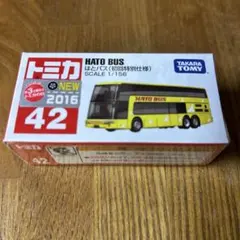 トミカ
HATO BUS
はとバス(初回特別仕様)
SCALE 1/156
TAKARA
TOMY
NEW
2016
42
HATO BUS